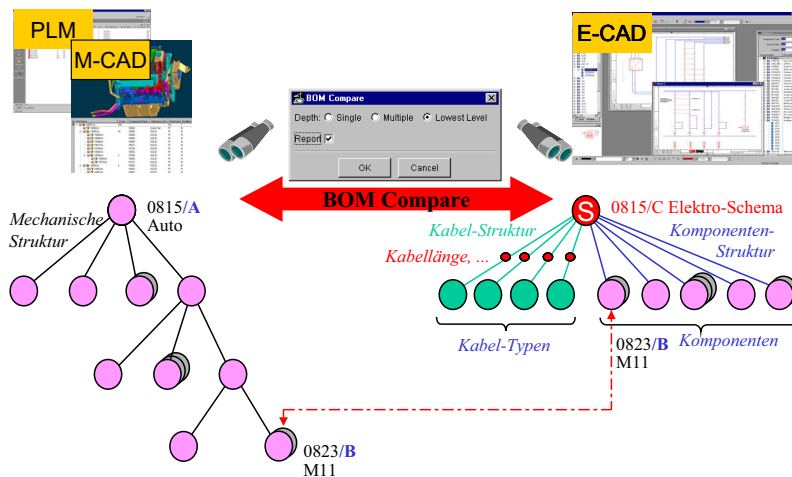 PLM
M-CAD
E-CAD
BOM Compare
Depth: Single Multiple Lowest Level
Report
OK Cancel
BOM Compare
Mechanische
Struktur
0815/A
Auto
S
0815/C Elektro-Schema
Kabel-Struktur
Kabellänge, ...
Komponenten-
Struktur
Kabel-Typen
0823/B
M11
Komponenten
0823/B
M11